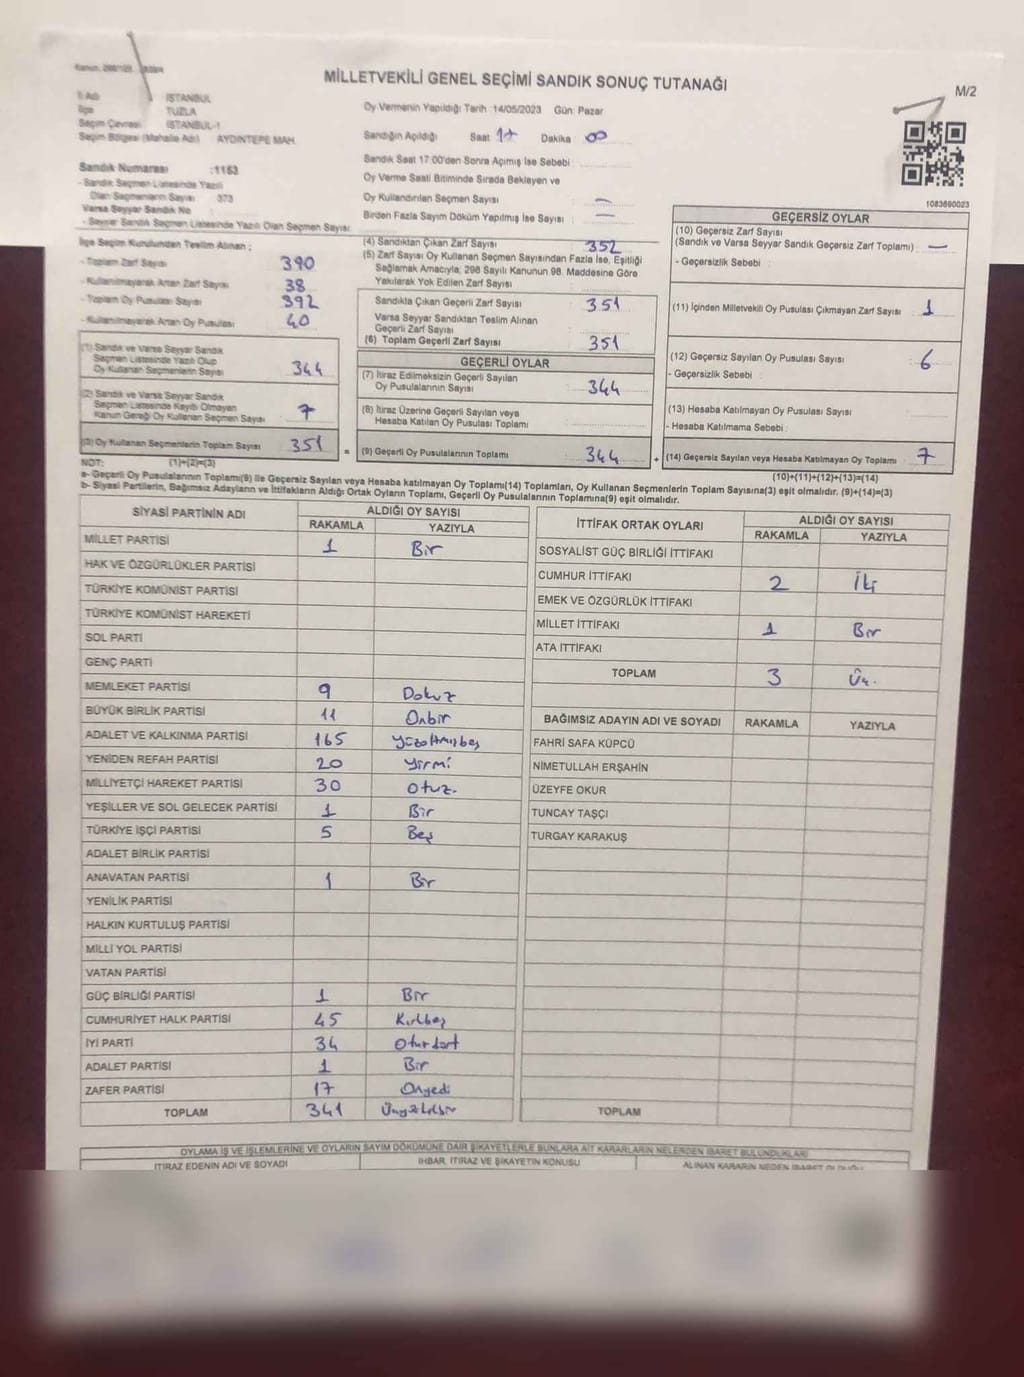 MİLLETVEKİLİ GENEL SEÇİMİ SANDIK SONUÇ TUTANAĞI
M/2
İl Adı İSTANBUL
İlçe TUZLA
Seçim Çevresi İSTANBUL-1
Seçim Bölgesi (Mahalle Adı) AYDINTEPE MAH.
Oy Vermenin Yapıldığı Tarih :14/05/2023 Gün: Pazar
Sandığın Açıldığı Saat 17 Dakika 00
Sandık Saat 17:00'den Sonra Açımış İse Sebebi :
Oy Verme Saati Bitiminde Sırada Bekleyen ve
Oy Kullandırılan Seçmen Sayısı : —
Birden Fazla Sayım Döküm Yapılmış İse Sayısı : —
1083690023
Sandık Numarası :1153
- Sandık Seçmen Listesinde Yazılı
Olan Seçmenlerin Sayısı 373
Varsa Seyyar Sandık No
- Seyyar Sandık Seçmen Listesinde Yazılı Olan Seçmen Sayısı:
İlçe Seçim Kurulundan Teslim Alınan ;
- Toplam Zarf Sayısı 390
- Kullanılmayarak Artan Zarf Sayısı 38
- Toplam Oy Pusulası Sayısı 392
- Kullanılmayarak Artan Oy Pusulası 40
(1) Sandık ve Varsa Seyyar Sandık
Seçmen Listesinde Yazılı Olup
Oy Kullanan Seçmenlerin Sayısı 344
(2) Sandık ve Varsa Seyyar Sandık
Seçmen Listesinde Kayıtlı Olmayan
Kanun Gereği Oy Kullanan Seçmen Sayısı : 7
(3) Oy Kullanan Seçmenlerin Toplam Sayısı 351 =
(4) Sandıktan Çıkan Zarf Sayısı : 352
(5) Zarf Sayısı Oy Kullanan Seçmen Sayısından Fazla İse, Eşitliği
Sağlamak Amacıyla; 298 Sayılı Kanunun 98. Maddesine Göre
Yakılarak Yok Edilen Zarf Sayısı :
Sandıkta Çıkan Geçerli Zarf Sayısı : 351
Varsa Seyyar Sandıktan Teslim Alınan
Geçerli Zarf Sayısı :
(6) Toplam Geçerli Zarf Sayısı : 351
GEÇERLİ OYLAR
(7) İtiraz Edilmeksizin Geçerli Sayılan
Oy Pusulalarının Sayısı : 344
(8) İtiraz Üzerine Geçerli Sayılan veya
Hesaba Katılan Oy Pusulası Toplamı :
(9) Geçerli Oy Pusulalarının Toplamı : 344 +
GEÇERSİZ OYLAR
(10) Geçersiz Zarf Sayısı
(Sandık ve Varsa Seyyar Sandık Geçersiz Zarf Toplamı) : —
- Geçersizlik Sebebi :
(11) İçinden Milletvekili Oy Pusulası Çıkmayan Zarf Sayısı : 1
(12) Geçersiz Sayılan Oy Pusulası Sayısı : 6
- Geçersizlik Sebebi :
(13) Hesaba Katılmayan Oy Pusulası Sayısı :
- Hesaba Katılmama Sebebi :
(14) Geçersiz Sayılan veya Hesaba Katılmayan Oy Toplamı : 7
NOT: (1)+(2)=(3)
(10)+(11)+(12)+(13)=(14)
a- Geçerli Oy Pusulalarının Toplamı(9) ile Geçersiz Sayılan veya Hesaba katılmayan Oy Toplamı(14) Toplamları, Oy Kullanan Seçmenlerin Toplam Sayısına(3) eşit olmalıdır. (9)+(14)=(3)
b- Siyasi Partilerin, Bağımsız Adayların ve İttifakların Aldığı Ortak Oyların Toplamı, Geçerli Oy Pusulalarının Toplamına(9) eşit olmalıdır.
SİYASİ PARTİNİN ADI ALDIĞI OY SAYISI
RAKAMLA YAZIYLA
MİLLET PARTİSİ 1 Bir
HAK VE ÖZGÜRLÜKLER PARTİSİ
TÜRKİYE KOMÜNİST PARTİSİ
TÜRKİYE KOMÜNİST HAREKETİ
SOL PARTİ
GENÇ PARTİ
MEMLEKET PARTİSİ 9 Dokuz
BÜYÜK BİRLİK PARTİSİ 11 Onbir
ADALET VE KALKINMA PARTİSİ 165 Yüzaltmışbeş
YENİDEN REFAH PARTİSİ 20 Yirmi
MİLLİYETÇİ HAREKET PARTİSİ 30 Otuz.
YEŞİLLER VE SOL GELECEK PARTİSİ 1 Bir
TÜRKİYE İŞÇİ PARTİSİ 5 Beş
ADALET BİRLİK PARTİSİ
ANAVATAN PARTİSİ 1 Bir
YENİLİK PARTİSİ
HALKIN KURTULUŞ PARTİSİ
MİLLİ YOL PARTİSİ
VATAN PARTİSİ
GÜÇ BİRLİĞİ PARTİSİ 1 Bir
CUMHURİYET HALK PARTİSİ 45 Kırkbeş
İYİ PARTİ 34 Oturdört
ADALET PARTİSİ 1 Bir
ZAFER PARTİSİ 17 Onyedi
TOPLAM 341
İTTİFAK ORTAK OYLARI ALDIĞI OY SAYISI
RAKAMLA YAZIYLA
SOSYALİST GÜÇ BİRLİĞİ İTTİFAKI
CUMHUR İTTİFAKI 2 İki
EMEK VE ÖZGÜRLÜK İTTİFAKI
MİLLET İTTİFAKI 1 Bir
ATA İTTİFAKI
TOPLAM 3 Üç.
BAĞIMSIZ ADAYIN ADI VE SOYADI RAKAMLA YAZIYLA
FAHRİ SAFA KÜPCÜ
NİMETULLAH ERŞAHİN
ÜZEYFE OKUR
TUNCAY TAŞÇI
TURGAY KARAKUŞ
TOPLAM
OYLAMA İŞ VE İŞLEMLERİNE VE OYLARIN SAYIM DÖKÜMÜNE DAİR ŞİKAYETLERLE BUNLARA AİT KARARLARIN NELERDEN İBARET BULUNDUKLARI
İTİRAZ EDENİN ADI VE SOYADI İHBAR, İTİRAZ VE ŞİKAYETİN KONUSU ALINAN KARARIN NEDEN İBARET OLDUĞU